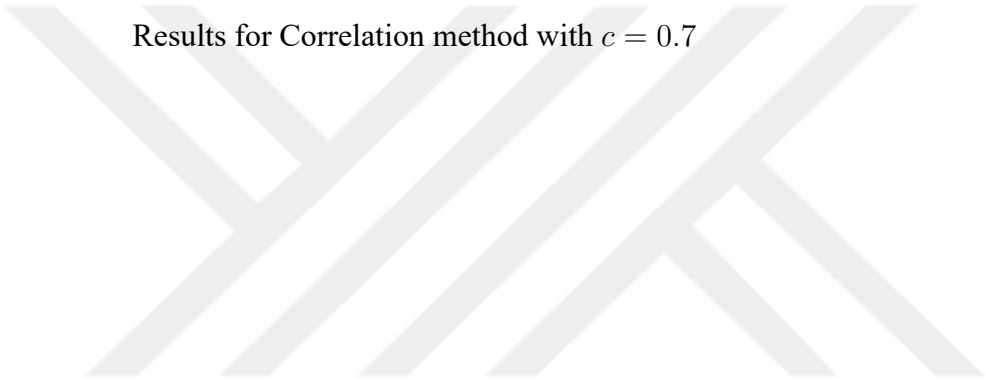 Results for Correlation method with c = 0.7